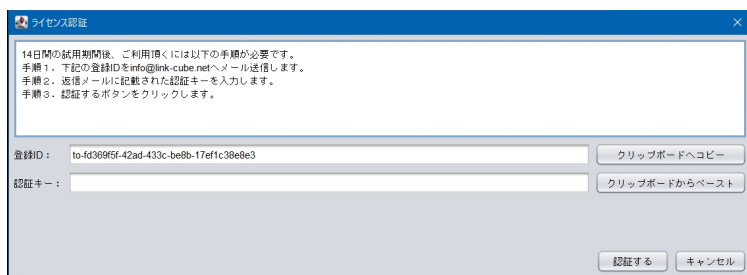 ライセンス認証
14日間の試用期間後、ご利用頂くには以下の手順が必要です。
手順1．下記の登録IDをinfo@link-cube.netへメール送信します。
手順2．返信メールに記載された認証キーを入力します。
手順3．認証するボタンをクリックします。
登録ID： to-fd369f5f-42ad-433c-be8b-17ef1c38e8e3 クリップボードへコピー
認証キー： クリップボードからペースト
認証する キャンセル